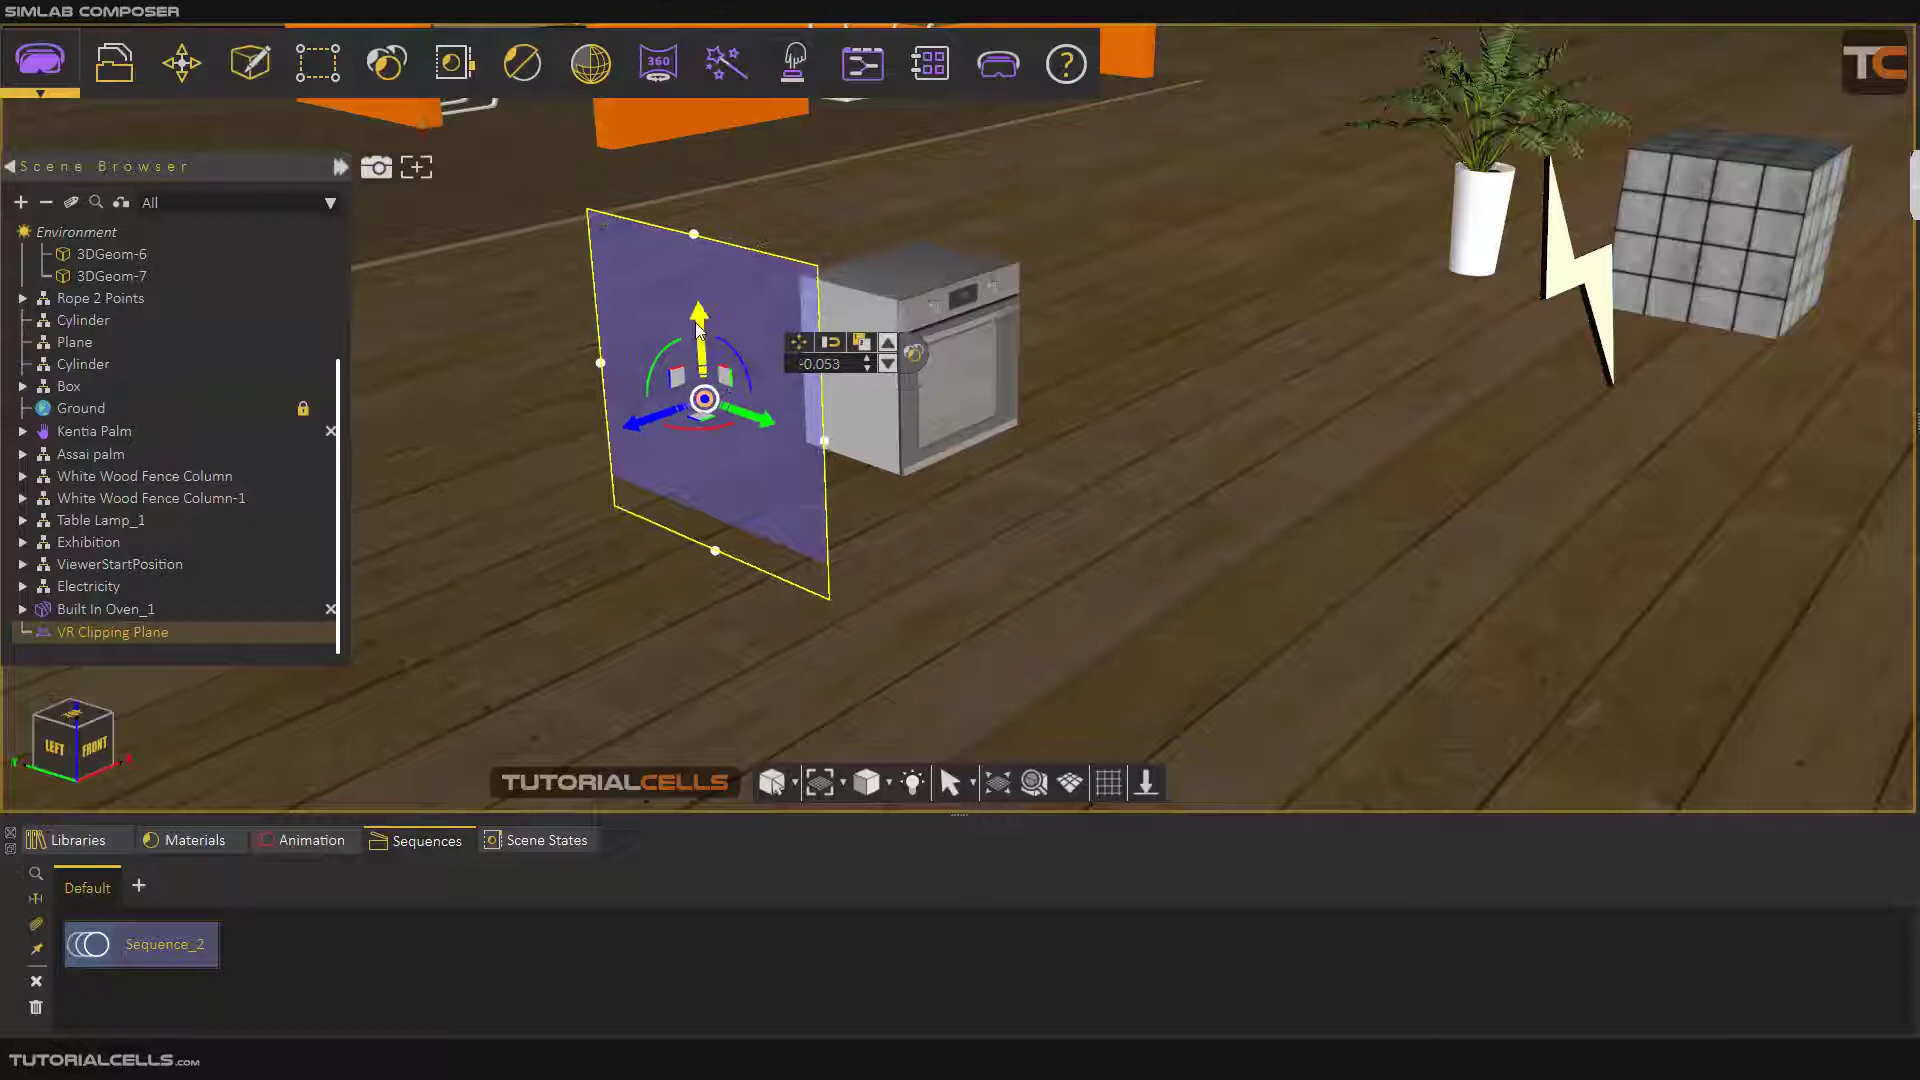 SIMLAB COMPOSER
360
?
TC
Scene Browser
All
Environment
3DGeom-6
3DGeom-7
Rope 2 Points
Cylinder
Plane
Cylinder
Box
Ground
Kentia Palm
Assai palm
White Wood Fence Column
White Wood Fence Column-1
Table Lamp_1
Exhibition
ViewerStartPosition
Electricity
Built In Oven_1
VR Clipping Plane
-0.053
LEFT
FRONT
TUTORIALCELLS
Libraries
Materials
Animation
Sequences
Scene States
Default
Sequence_2
TUTORIALCELLS.com